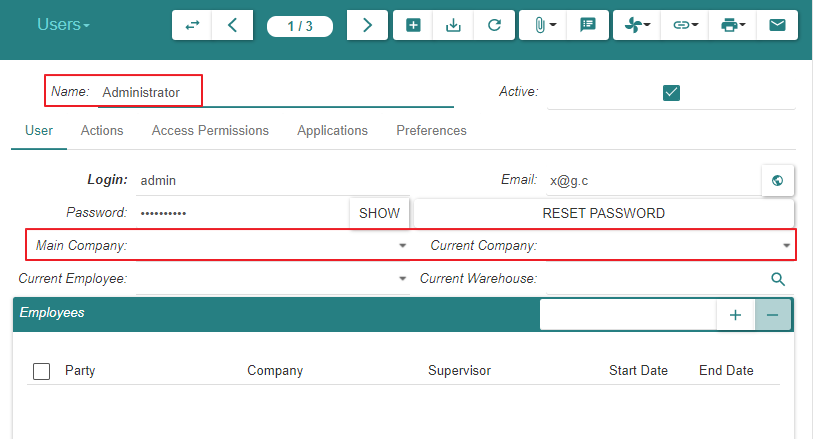 Users
1 / 3
Name: Administrator Active:
User Actions Access Permissions Applications Preferences
Login: admin Email: x@g.c
Password: •••••••••• SHOW RESET PASSWORD
Main Company: Current Company:
Current Employee: Current Warehouse:
Employees
Party Company Supervisor Start Date End Date